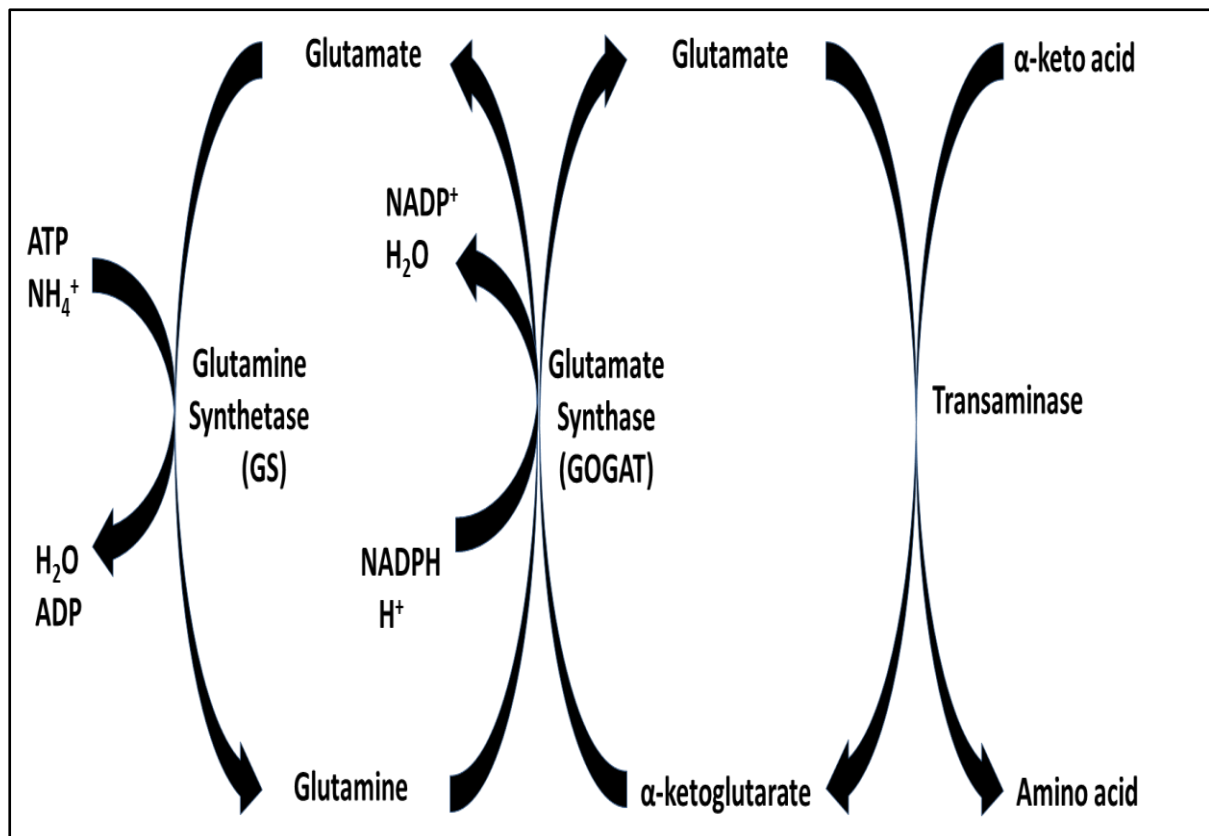 Glutamate
Glutamate
α-keto acid
NADP⁺
H₂O
ATP
NH₄⁺
Glutamine
Synthetase
(GS)
Glutamate
Synthase
(GOGAT)
Transaminase
H₂O
ADP
NADPH
H⁺
Glutamine
α-ketoglutarate
Amino acid